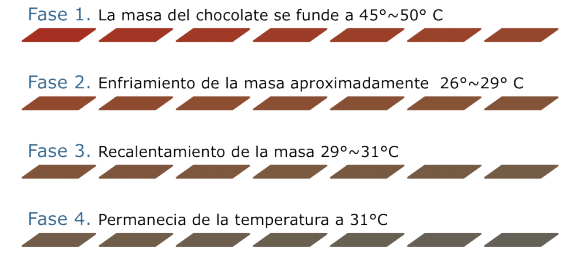 Fase 1. La masa del chocolate se funde a 45°~50° C
Fase 2. Enfriamiento de la masa aproximadamente 26°~29° C
Fase 3. Recalentamiento de la masa 29°~31°C
Fase 4. Permanecia de la temperatura a 31°C